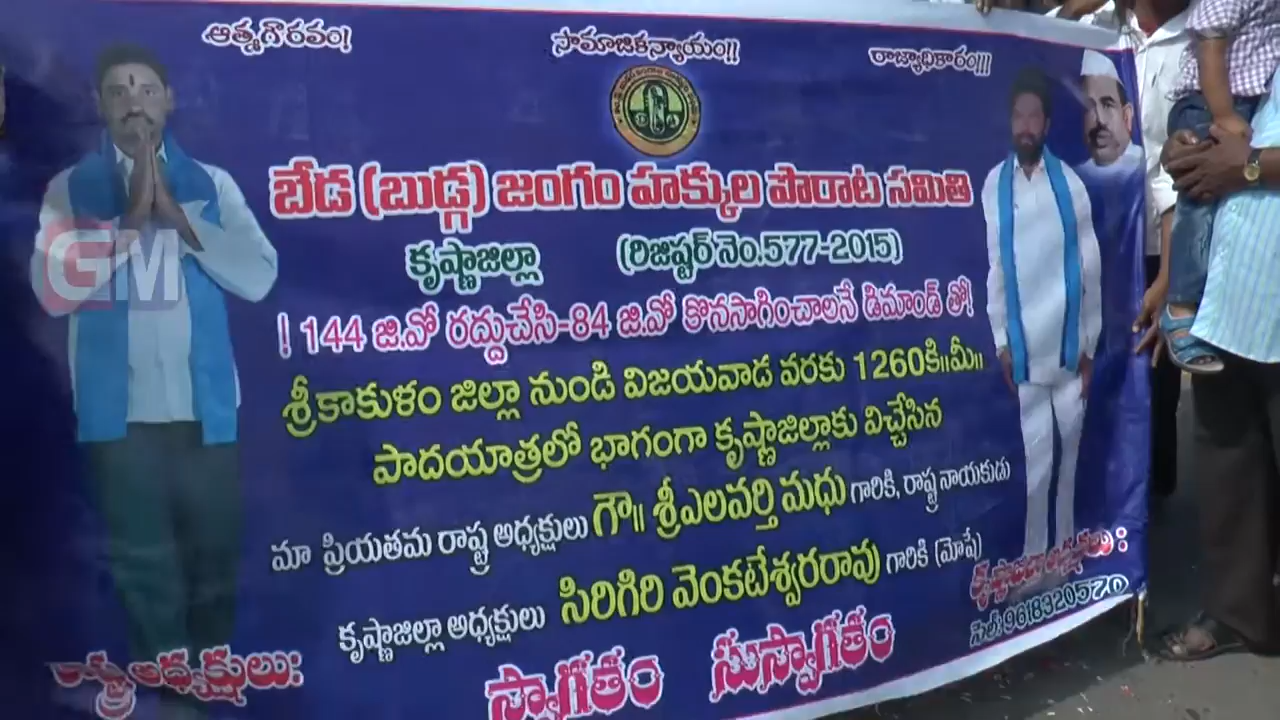 ఆత్మగౌరవం! సామాజికన్యాయం!! రాజ్యాధికారం!!!
బేడ (బుడ్గ) జంగం హక్కుల పోరాట సమితి
కృష్ణాజిల్లా (రిజిష్టర్ నెం.577-2015)
! 144 జి.వో రద్దుచేసి-84 జి.వో కొనసాగించాలనే డిమాండ్ తో!
శ్రీకాకుళం జిల్లా నుండి విజయవాడ వరకు 1260కి॥మీ॥
పాదయాత్రలో భాగంగా కృష్ణాజిల్లాకు విచ్చేసిన
మా ప్రియతమ రాష్ట్ర అధ్యక్షులు గౌ॥ శ్రీఎలవర్తి మధు గారికి, రాష్ట్ర నాయకుడు
కృష్ణాజిల్లా అధ్యక్షులు సిరిగిరి వెంకటేశ్వరరావు గారికి (మోషే)
స్వాగతం సుస్వాగతం
రాష్ట్ర అధ్యక్షులు:
సెల్: 9618320570
GM